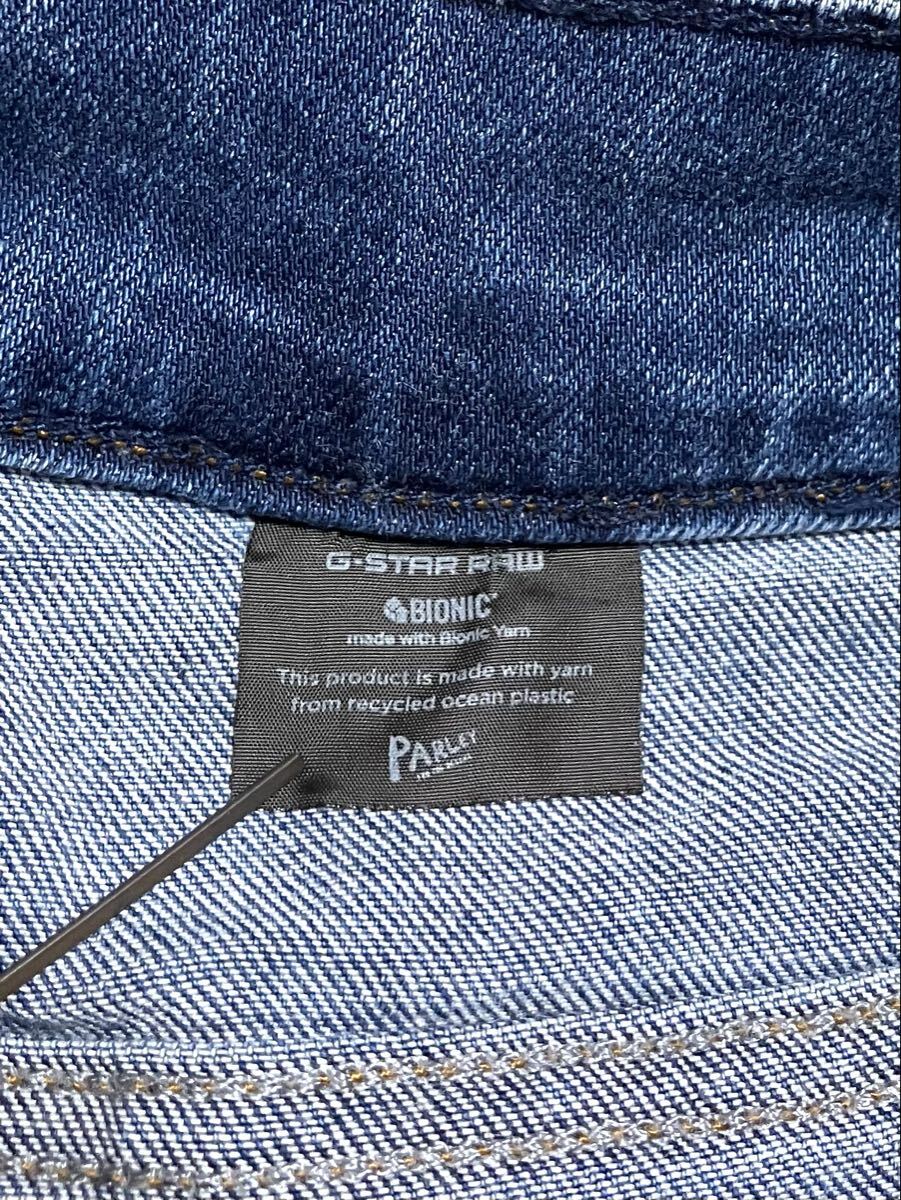 G-STAR RAW
BIONIC
made with Bionic Yarn
This product is made with yarn
from recycled ocean plastic
PARLEY